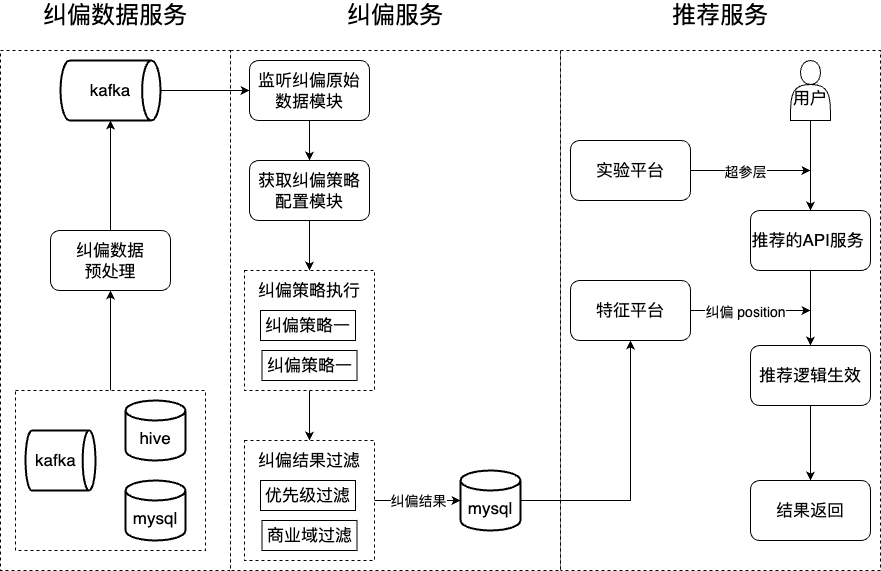 纠偏数据服务
纠偏服务
推荐服务
kafka
纠偏数据
预处理
kafka
hive
mysql
监听纠偏原始
数据模块
获取纠偏策略
配置模块
纠偏策略执行
纠偏策略一
纠偏策略一
纠偏结果过滤
优先级过滤
商业域过滤
纠偏结果
mysql
用户
实验平台
超参层
推荐的API服务
特征平台
纠偏 position
推荐逻辑生效
结果返回